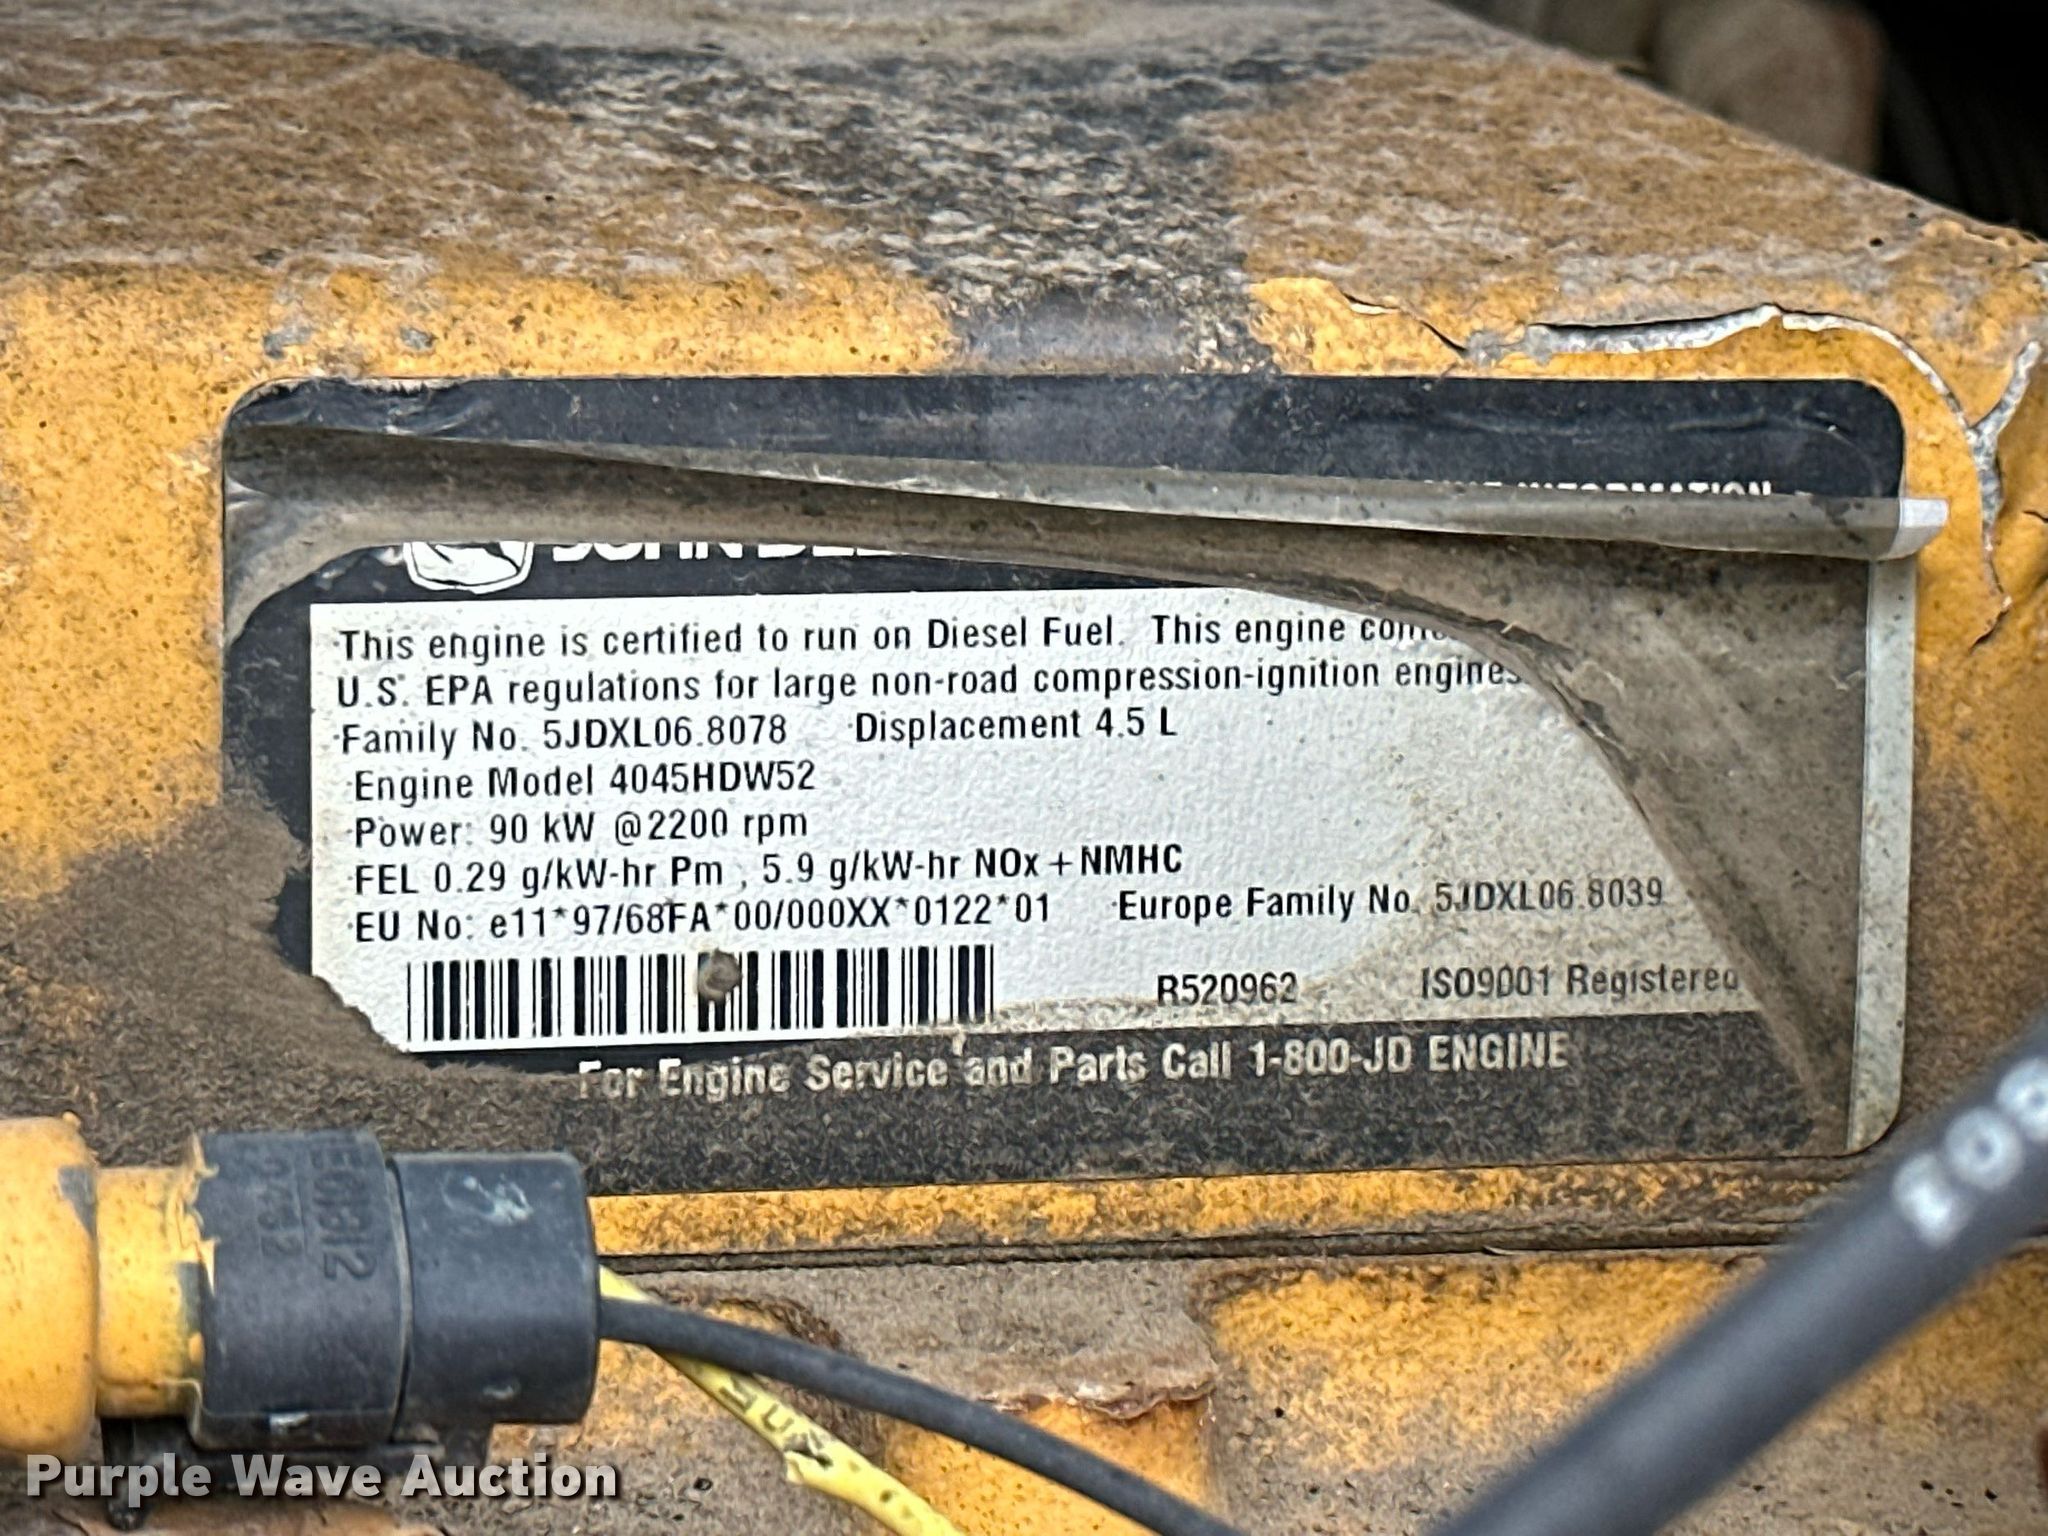 INFORMATION
JOHN DEE
This engine is certified to run on Diesel Fuel. This engine
U.S. EPA regulations for large non-road compression-ignition engines
Family No. 5JDXL06.8078 Displacement 4.5 L
Engine Model 4045HDW52
Power: 90 kW @2200 rpm
FEL 0.29 g/kW-hr Pm , 5.9 g/kW-hr NOx + NMHC
EU No: e11*97/68FA*00/000XX*0122*01 Europe Family No. 5JDXL06.8039
R520962 ISO9001 Registered
For Engine Service and Parts Call 1-800-JD ENGINE
Purple Wave Auction